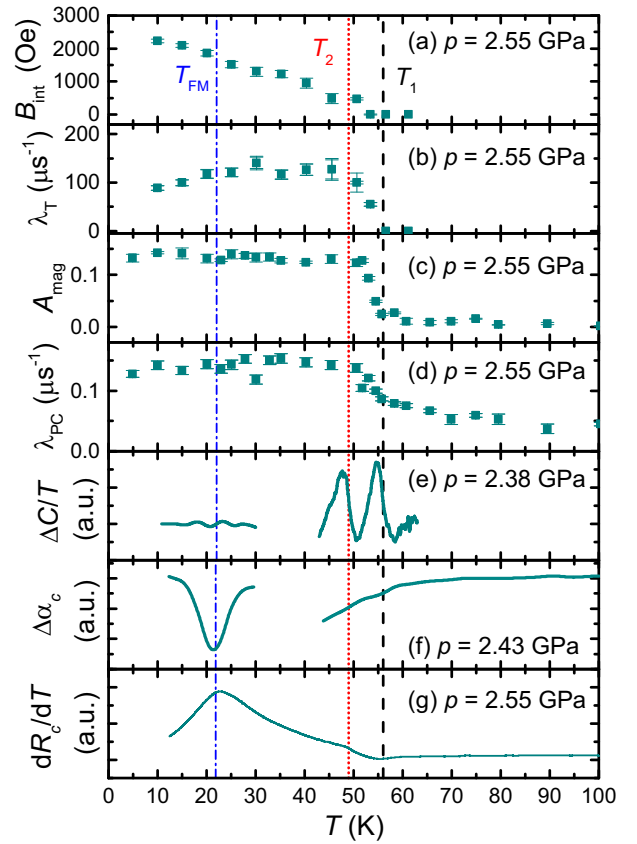 3000
2000
1000
0
B_int (Oe)
T_FM
T_2
T_1
(a) p = 2.55 GPa
200
100
0
λ_T (μs⁻¹)
(b) p = 2.55 GPa
0.1
0.0
A_mag
(c) p = 2.55 GPa
0.1
0.0
λ_PC (μs⁻¹)
(d) p = 2.55 GPa
ΔC/T
(a.u.)
(e) p = 2.38 GPa
Δα_c
(a.u.)
(f) p = 2.43 GPa
dR_c/dT
(a.u.)
(g) p = 2.55 GPa
0 10 20 30 40 50 60 70 80 90 100
T (K)